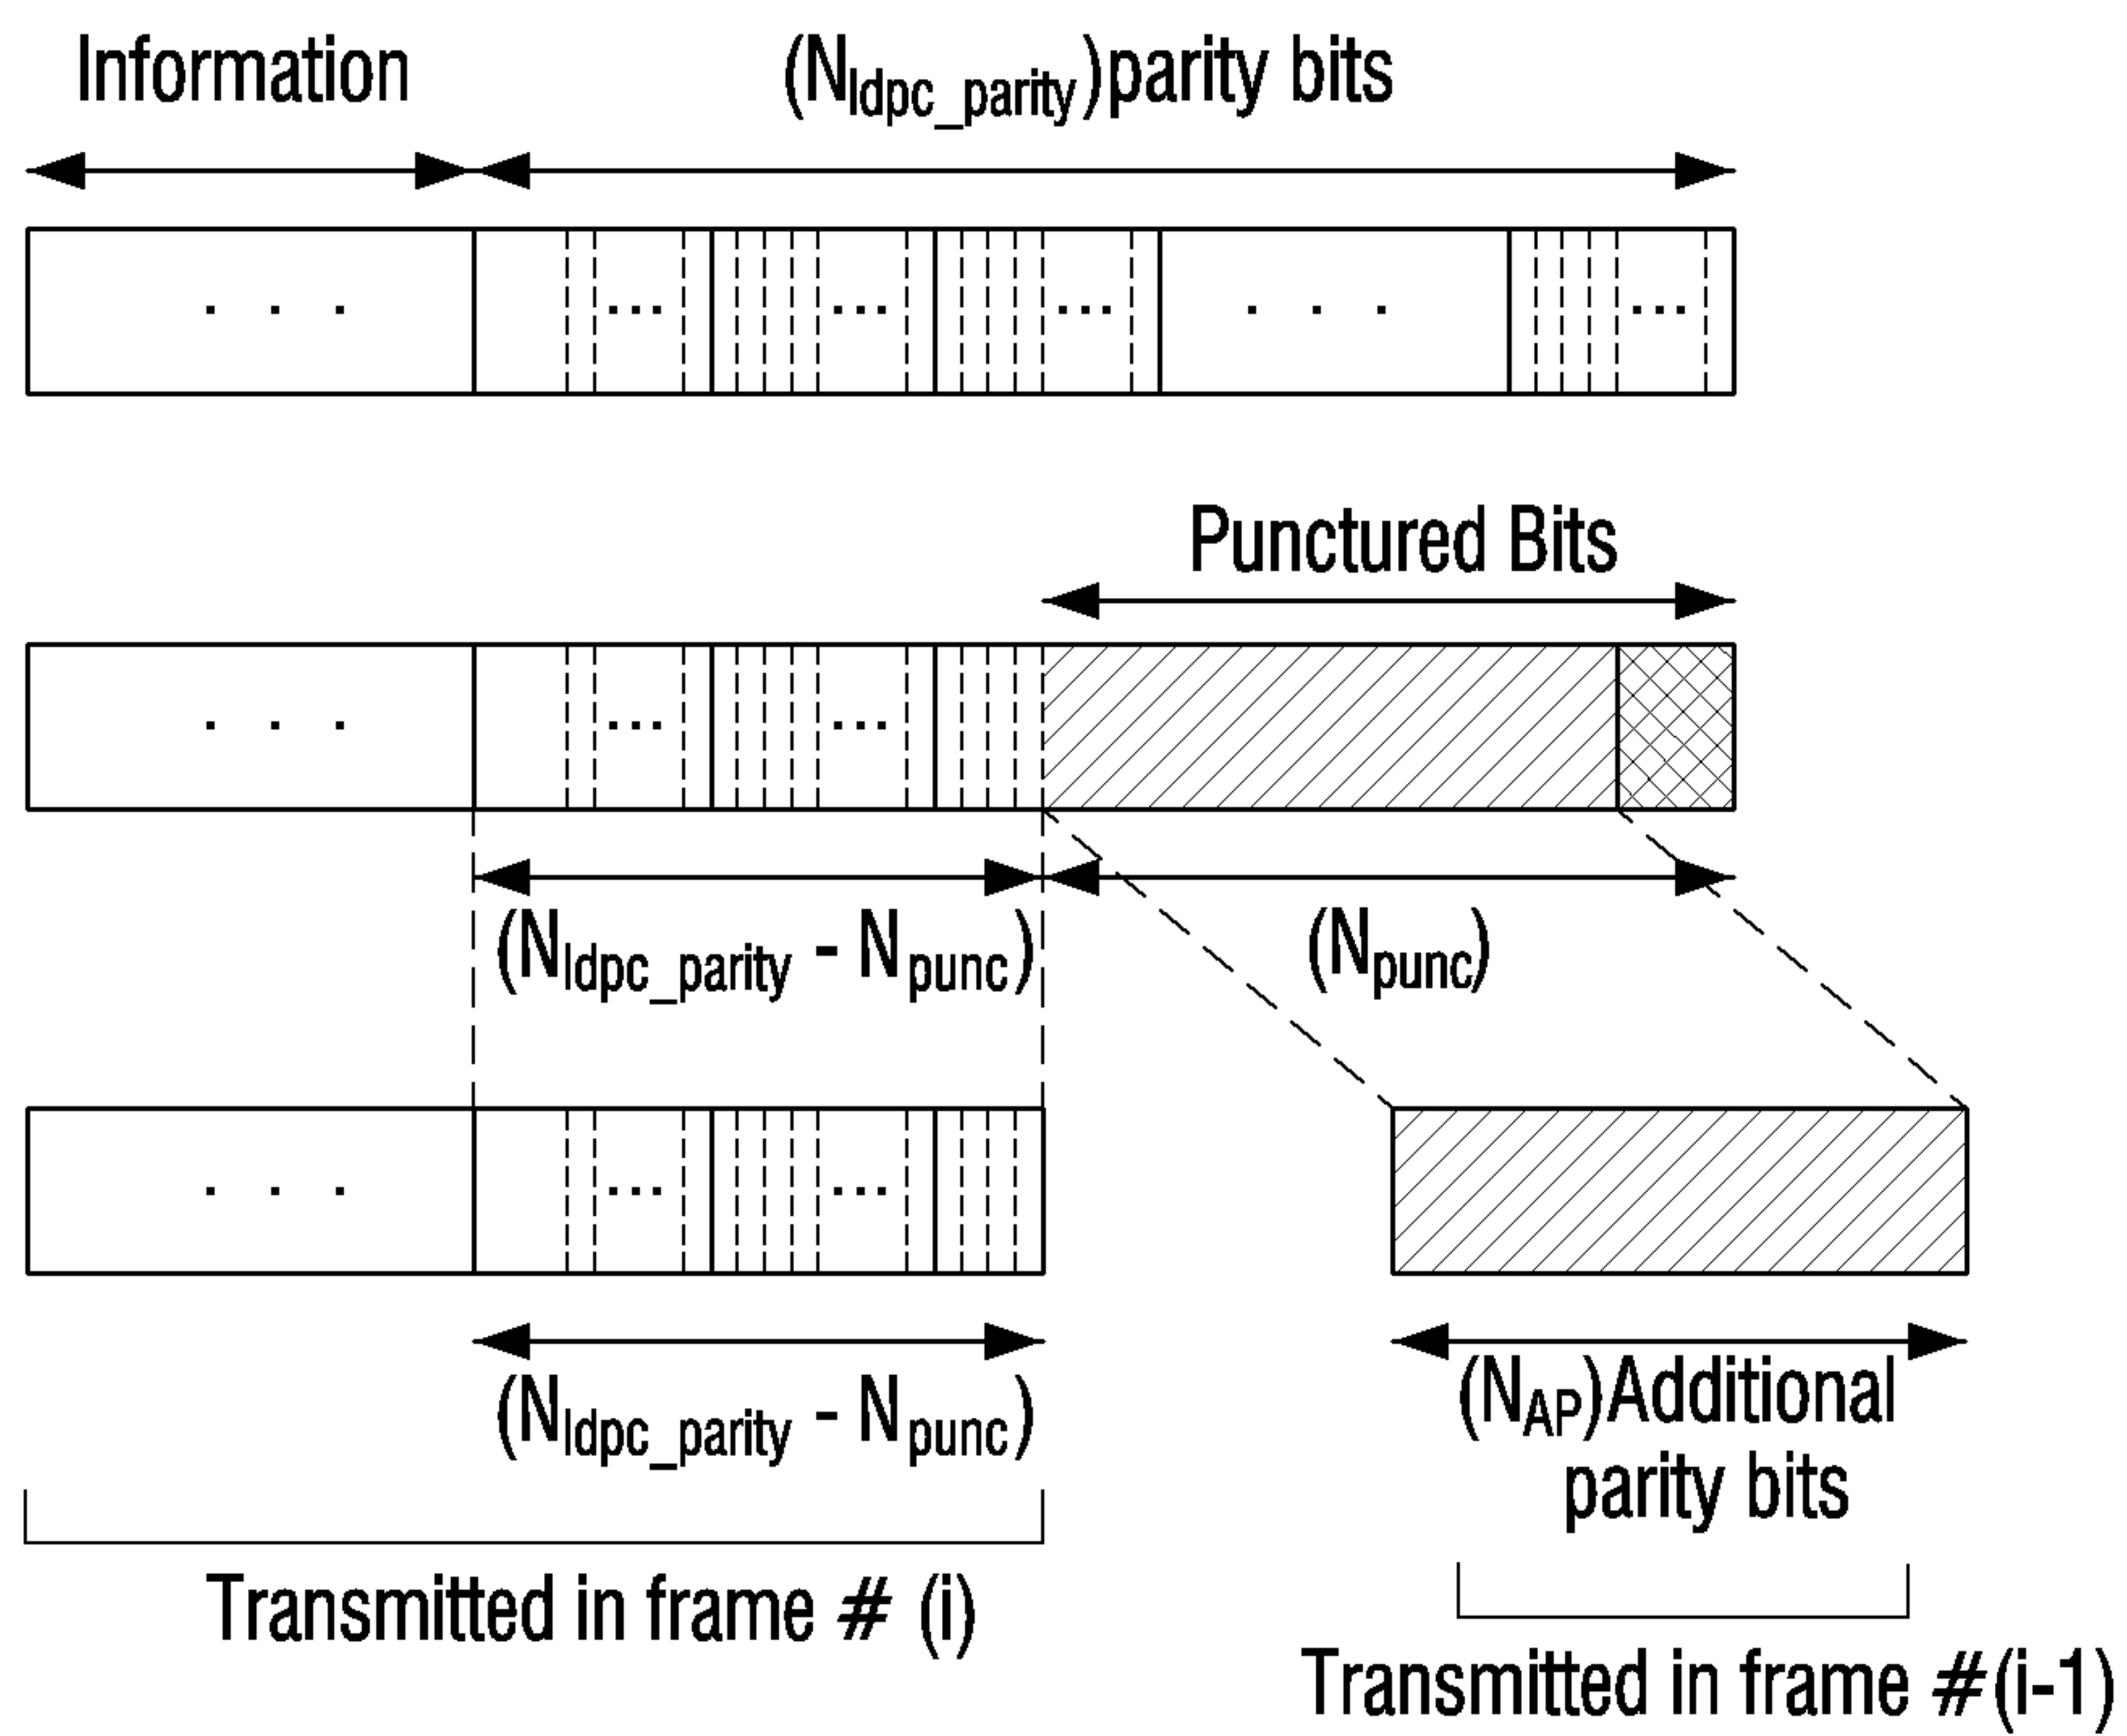 Information
(Nldpc_parity)parity bits
Punctured Bits
(Nldpc_parity - Npunc)
(Npunc)
(Nldpc_parity - Npunc)
(NAP)Additional
parity bits
Transmitted in frame # (i)
Transmitted in frame #(i-1)